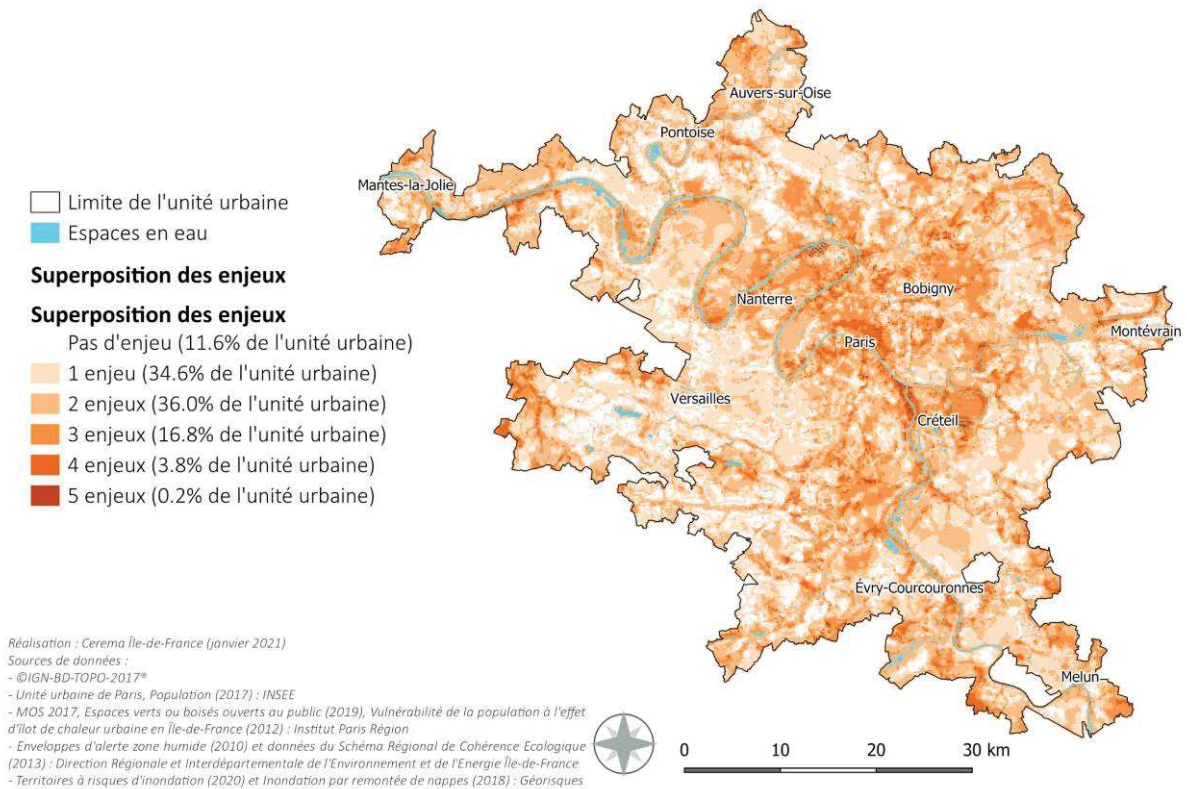 Auvers-sur-Oise
Pontoise
Mantes-la-Jolie
Nanterre
Bobigny
Montévrain
Paris
Versailles
Créteil
Évry-Courcouronnes
Melun
Limite de l'unité urbaine
Espaces en eau
Superposition des enjeux
Superposition des enjeux
Pas d'enjeu (11.6% de l'unité urbaine)
1 enjeu (34.6% de l'unité urbaine)
2 enjeux (36.0% de l'unité urbaine)
3 enjeux (16.8% de l'unité urbaine)
4 enjeux (3.8% de l'unité urbaine)
5 enjeux (0.2% de l'unité urbaine)
Réalisation : Cerema Île-de-France (janvier 2021)
Sources de données :
- ©IGN-BD-TOPO-2017®
- Unité urbaine de Paris, Population (2017) : INSEE
- MOS 2017, Espaces verts ou boisés ouverts au public (2019), Vulnérabilité de la population à l'effet
d'îlot de chaleur urbaine en Île-de-France (2012) : Institut Paris Région
- Enveloppes d'alerte zone humide (2010) et données du Schéma Régional de Cohérence Ecologique
(2013) : Direction Régionale et Interdépartementale de l'Environnement et de l'Energie Île-de-France
- Territoires à risques d'inondation (2020) et Inondation par remontée de nappes (2018) : Géorisques
0 10 20 30 km